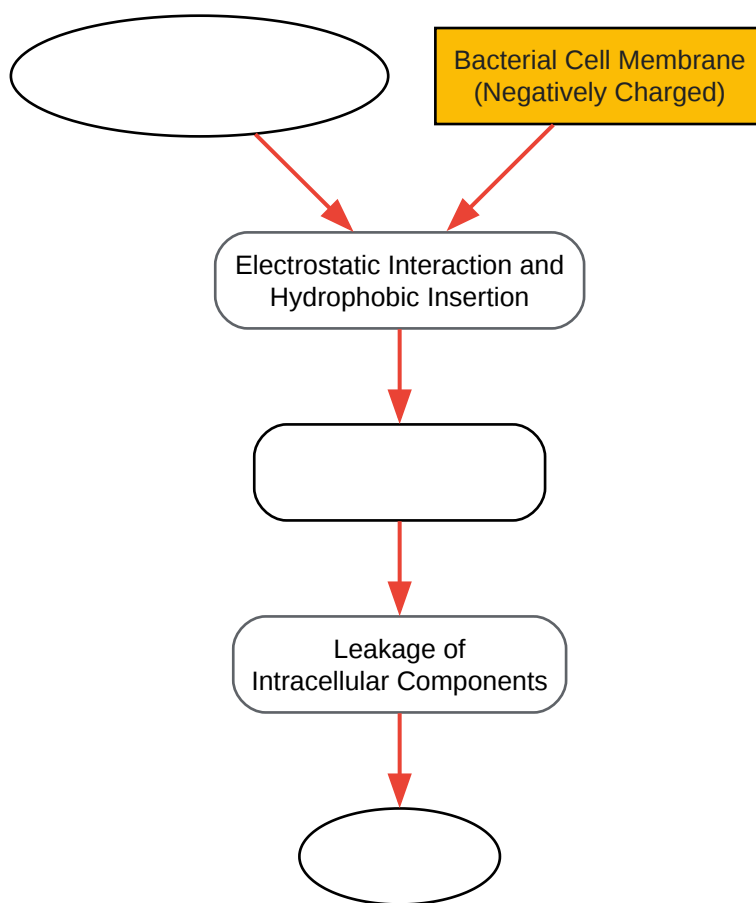 Bacterial Cell Membrane
(Negatively Charged)
Electrostatic Interaction and
Hydrophobic Insertion
Leakage of
Intracellular Components